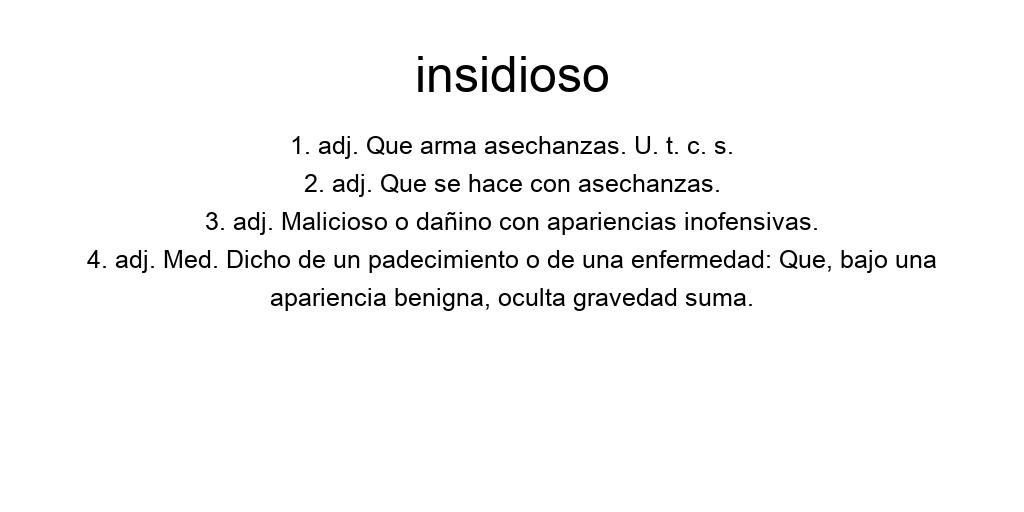 insidioso
1. adj. Que arma asechanzas. U. t. c. s.
2. adj. Que se hace con asechanzas.
3. adj. Malicioso o dañino con apariencias inofensivas.
4. adj. Med. Dicho de un padecimiento o de una enfermedad: Que, bajo una
apariencia benigna, oculta gravedad suma.